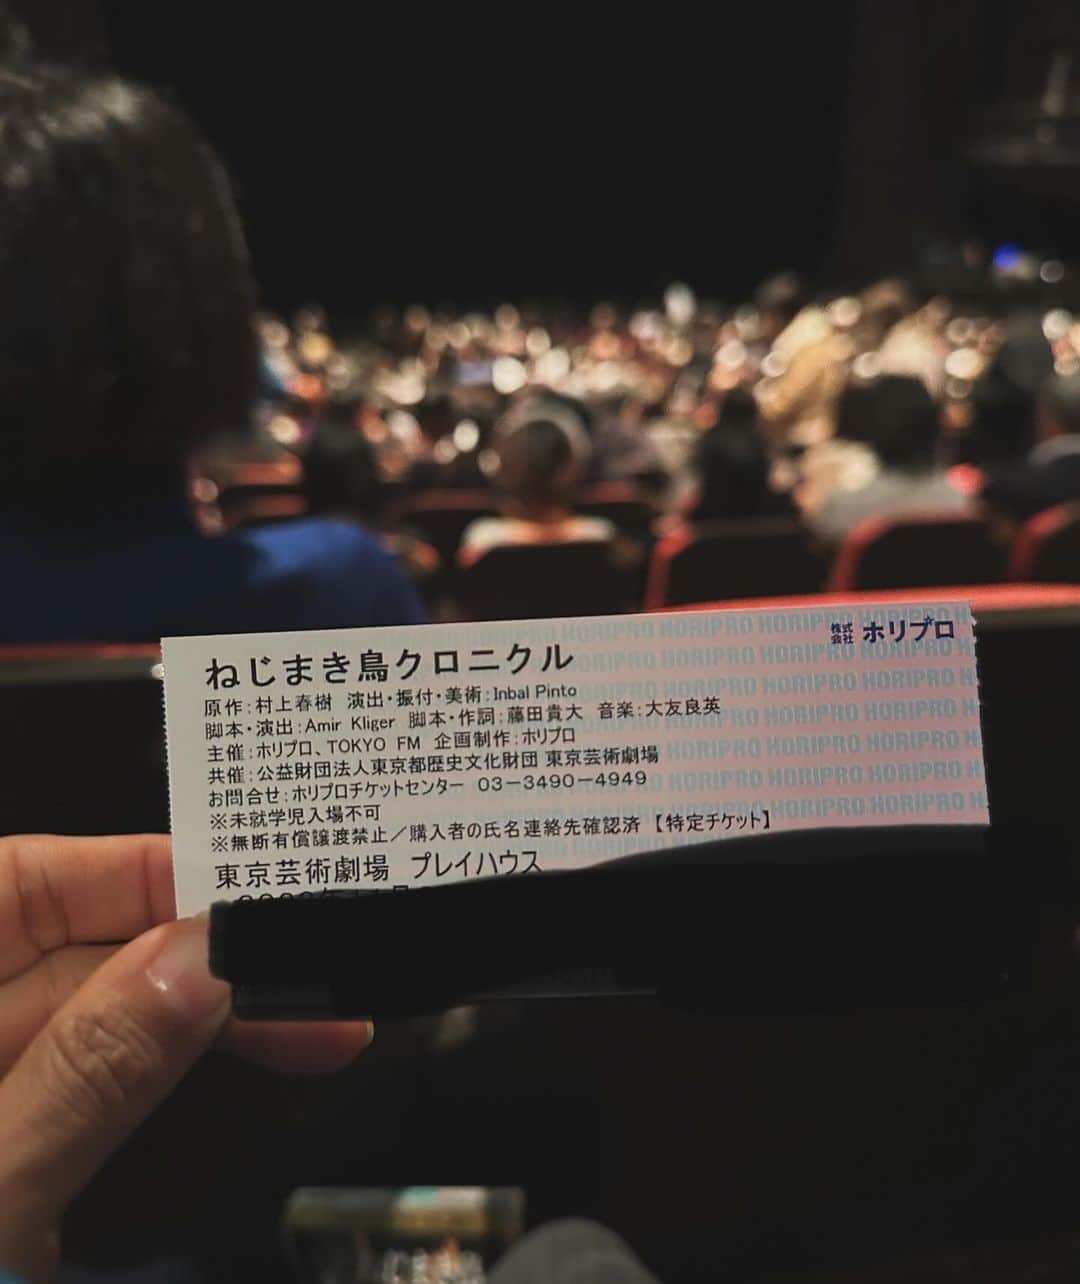 株式会社 ホリプロ
ねじまき鳥クロニクル
原作:村上春樹 演出・振付・美術:Inbal Pinto
脚本・演出:Amir Kliger 脚本・作詞:藤田貴大 音楽:大友良英
主催:ホリプロ、TOKYO FM 企画制作:ホリプロ
共催:公益財団法人東京都歴史文化財団 東京芸術劇場
お問合せ:ホリプロチケットセンター 03-3490-4949
※未就学児入場不可
※無断有償譲渡禁止/購入者の氏名連絡先確認済 【特定チケット】
東京芸術劇場 プレイハウス
HORIPRO HORIPRO HORIPRO HORIPRO